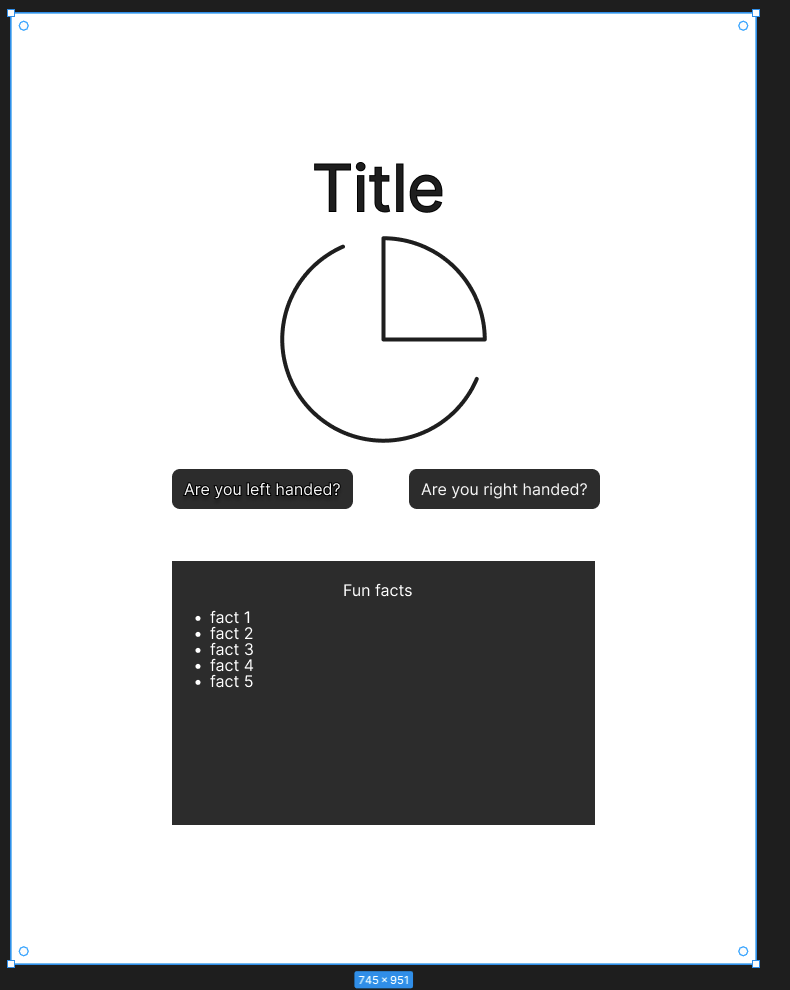 Title
Are you left handed?
Are you right handed?
Fun facts
• fact 1
• fact 2
• fact 3
• fact 4
• fact 5
745 × 951